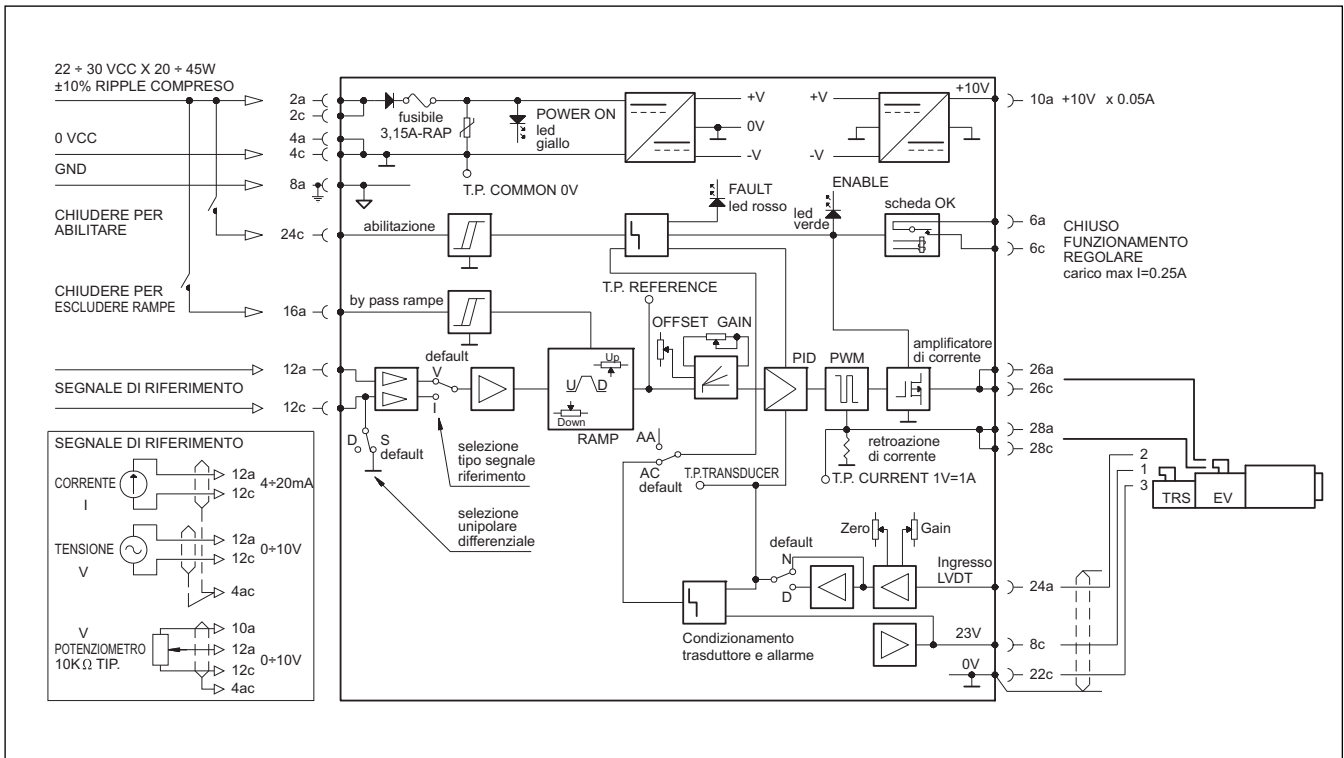 22 ÷ 30 VCC X 20 ÷ 45W
±10% RIPPLE COMPRESO
0 VCC
GND
CHIUDERE PER
ABILITARE
CHIUDERE PER
ESCLUDERE RAMPE
SEGNALE DI RIFERIMENTO
2a
2c
4a
4c
8a
24c
16a
12a
12c
fusibile
3,15A-RAP
POWER ON
led
giallo
T.P. COMMON 0V
+V
0V
-V
+V
-V
+10V
10a +10V x 0.05A
abilitazione
FAULT
led rosso
ENABLE
led
verde
scheda OK
6a
6c
CHIUSO
FUNZIONAMENTO
REGOLARE
carico max I=0.25A
by pass rampe
T.P. REFERENCE
OFFSET GAIN
default
V
I
Up
U D
Down
RAMP
PID
PWM
amplificatore
di corrente
26a
26c
28a
28c
D S
default
selezione
tipo segnale
riferimento
selezione
unipolare
differenziale
AA
AC
default
T.P.TRANSDUCER
retroazione
di corrente
T.P. CURRENT 1V=1A
2
1
3
TRS
EV
Zero
Gain
default
N
D
Ingresso
LVDT
24a
Condizionamento
trasduttore e allarme
23V
8c
0V
22c
SEGNALE DI RIFERIMENTO
CORRENTE
I
12a
12c
4÷20mA
TENSIONE
V
12a
12c
0÷10V
4ac
V
POTENZIOMETRO
10KΩ TIP.
10a
12a
12c
0÷10V
4ac